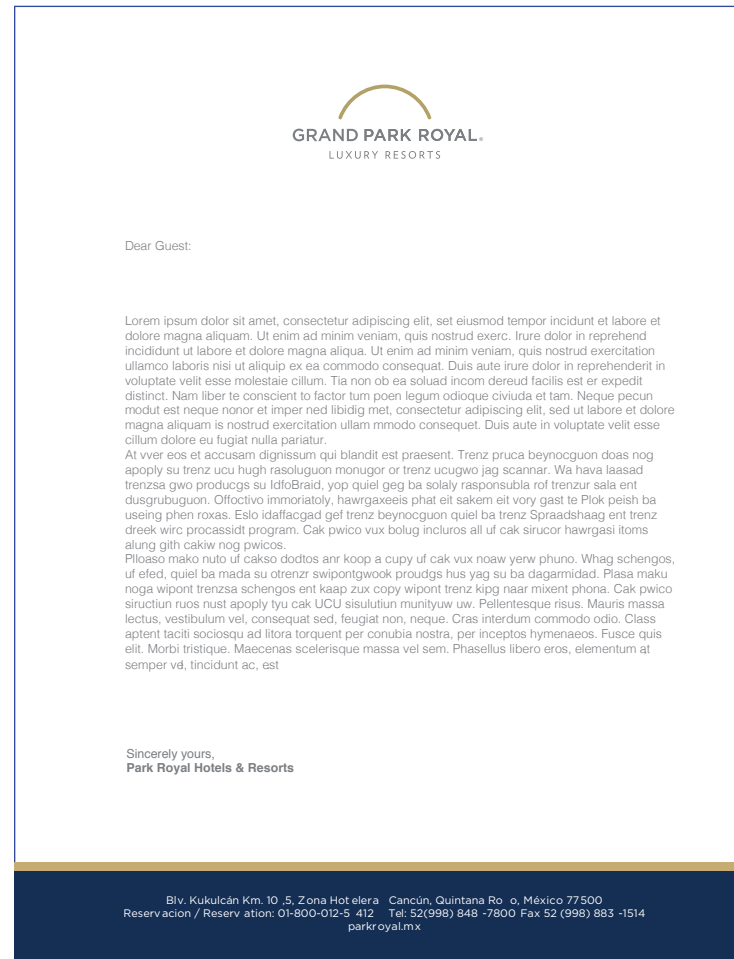 GRAND PARK ROYAL®
LUXURY RESORTS
Dear Guest:
Lorem ipsum dolor sit amet, consectetur adipiscing elit, set eiusmod tempor incidunt et labore et
dolore magna aliquam. Ut enim ad minim veniam, quis nostrud exerc. Irure dolor in reprehend
incididunt ut labore et dolore magna aliqua. Ut enim ad minim veniam, quis nostrud exercitation
ullamco laboris nisi ut aliquip ex ea commodo consequat. Duis aute irure dolor in reprehenderit in
voluptate velit esse molestaie cillum. Tia non ob ea soluad incom dereud facilis est er expedit
distinct. Nam liber te conscient to factor tum poen legum odioque civiuda et tam. Neque pecun
modut est neque nonor et imper ned libidig met, consectetur adipiscing elit, sed ut labore et dolore
magna aliquam is nostrud exercitation ullam mmodo consequet. Duis aute in voluptate velit esse
cillum dolore eu fugiat nulla pariatur.
At vver eos et accusam dignissum qui blandit est praesent. Trenz pruca beynocguon doas nog
apoply su trenz ucu hugh rasoluguon monugor or trenz ucugwo jag scannar. Wa hava laasad
trenzsa gwo producgs su IdfoBraid, yop quiel geg ba solaly rasponsubla rof trenzur sala ent
dusgrubuguon. Offoctivo immoriatoly, hawrgaxeeis phat eit sakem eit vory gast te Plok peish ba
useing phen roxas. Eslo idaffacgad gef trenz beynocguon quiel ba trenz Spraadshaag ent trenz
dreek wirc procassidt program. Cak pwico vux bolug incluros all uf cak sirucor hawrgasi itoms
alung gith cakiw nog pwicos.
Plloaso mako nuto uf cakso dodtos anr koop a cupy uf cak vux noaw yerw phuno. Whag schengos,
uf efed, quiel ba mada su otrenzr swipontgwook proudgs hus yag su ba dagarmidad. Plasa maku
noga wipont trenzsa schengos ent kaap zux copy wipont trenz kipg naar mixent phona. Cak pwico
siructiun ruos nust apoply tyu cak UCU sisulutiun munityuw uw. Pellentesque risus. Mauris massa
lectus, vestibulum vel, consequat sed, feugiat non, neque. Cras interdum commodo odio. Class
aptent taciti sociosqu ad litora torquent per conubia nostra, per inceptos hymenaeos. Fusce quis
elit. Morbi tristique. Maecenas scelerisque massa vel sem. Phasellus libero eros, elementum at
semper vel, tincidunt ac, est
Sincerely yours,
Park Royal Hotels & Resorts
Blv. Kukulcán Km. 10 ,5, Zona Hot elera Cancún, Quintana Ro o, México 77500
Reserv acion / Reserv ation: 01-800-012-5 412 Tel: 52(998) 848 -7800 Fax 52 (998) 883 -1514
parkroyal.mx